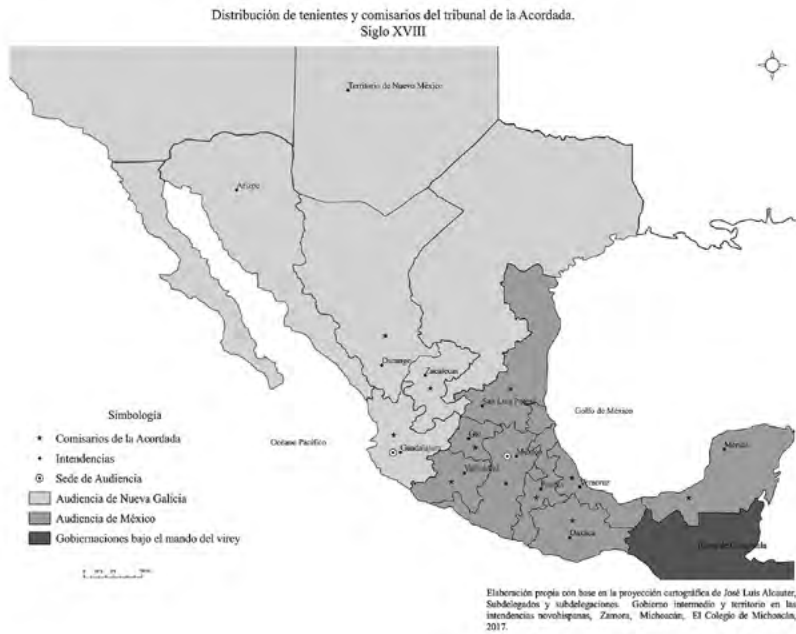 Distribución de tenientes y comisarios del tribunal de la Acordada.
Siglo XVIII
Territorio de Nuevo México
Arizpe
Durango
Zacatecas
San Luis Potosí
Golfo de México
Simbología
Comisarios de la Acordada
Intendencias
Sede de Audiencia
Audiencia de Nueva Galicia
Audiencia de México
Gobernaciones bajo el mando del virey
Océano Pacífico
Guadalajara
Gto
Valladolid
México
Puebla
Veracruz
Mérida
Oaxaca
Elaboración propia con base en la proyección cartográfica de José Luis Alcauter,
Subdelegados y subdelegaciones. Gobierno intermedio y territorio en las
intendencias novohispanas, Zamora, Michoacán, El Colegio de Michoacán,
2017.